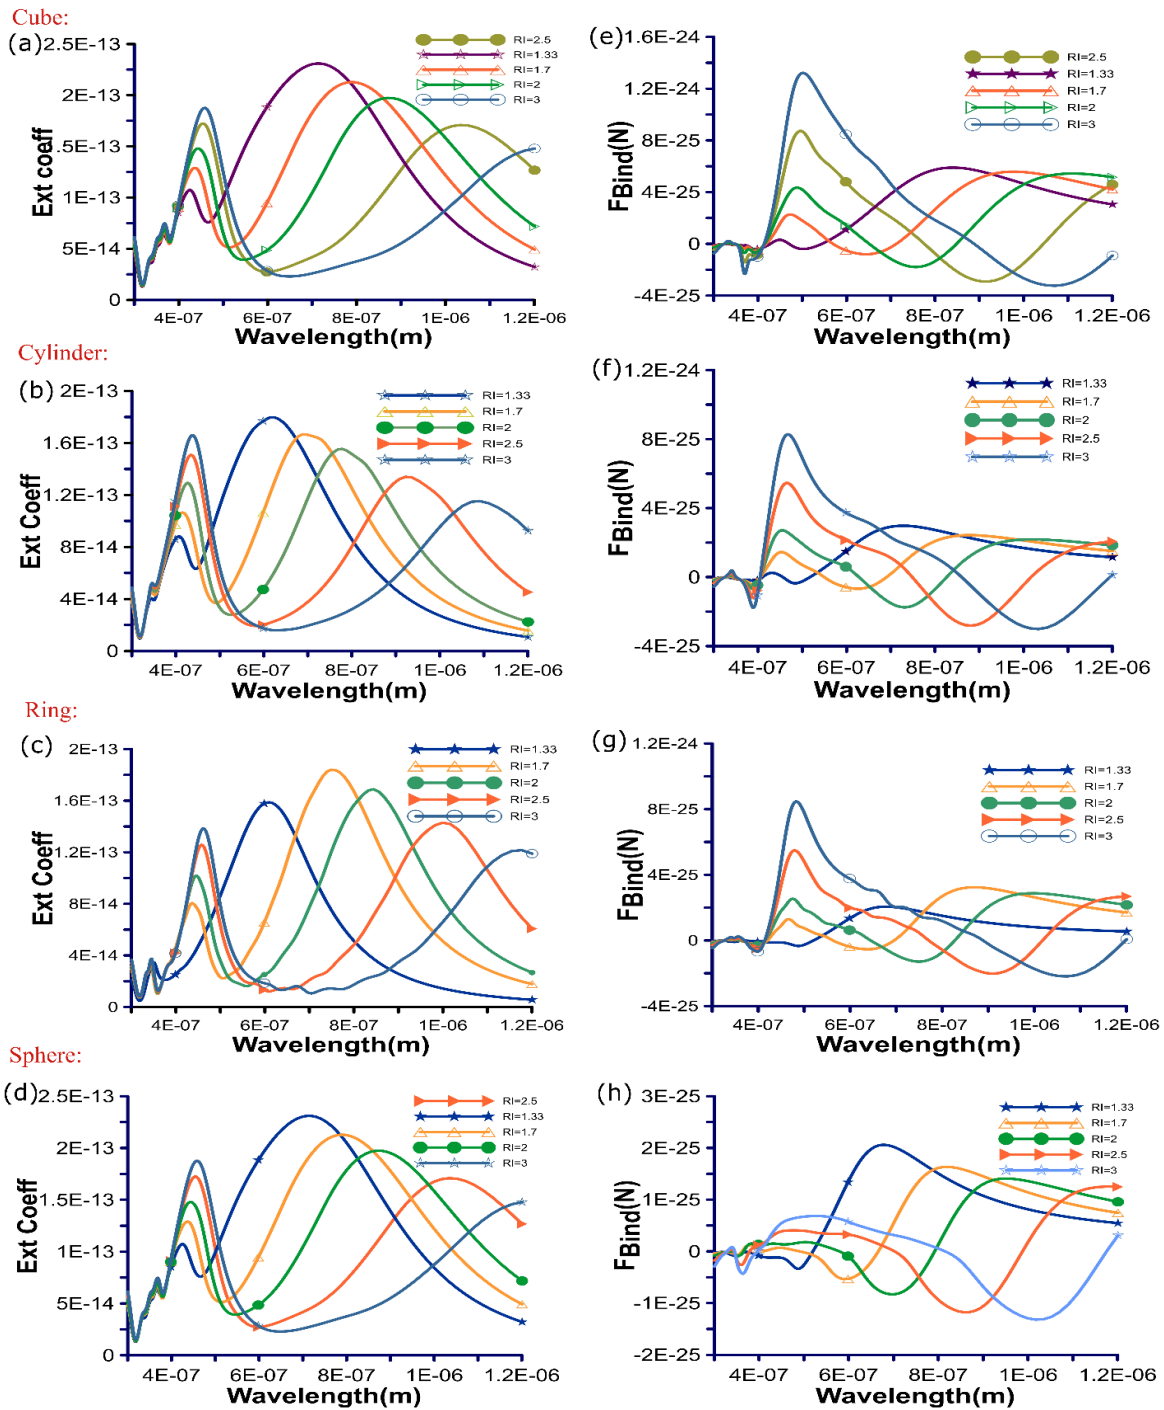 Cube:
(a)
2.5E-13
2E-13
5E-13
1E-13
5E-14
0
Ext coeff
RI=2.5
RI=1.33
RI=1.7
RI=2
RI=3
4E-07 6E-07 8E-07 1E-06 1.2E-06
Wavelength(m)
(e)
1.6E-24
1.2E-24
8E-25
4E-25
0
-4E-25
FBind(N)
RI=2.5
RI=1.33
RI=1.7
RI=2
RI=3
4E-07 6E-07 8E-07 1E-06 1.2E-06
Wavelength(m)
Cylinder:
(b)
2E-13
1.6E-13
1.2E-13
8E-14
4E-14
0
Ext Coeff
RI=1.33
RI=1.7
RI=2
RI=2.5
RI=3
4E-07 6E-07 8E-07 1E-06 1.2E-06
Wavelength(m)
(f)
1.2E-24
8E-25
4E-25
0
-4E-25
FBind(N)
RI=1.33
RI=1.7
RI=2
RI=2.5
RI=3
4E-07 6E-07 8E-07 1E-06 1.2E-06
Wavelength(m)
Ring:
(c)
2E-13
1.6E-13
1.2E-13
8E-14
4E-14
0
Ext Coeff
RI=1.33
RI=1.7
RI=2
RI=2.5
RI=3
4E-07 6E-07 8E-07 1E-06 1.2E-06
Wavelength(m)
(g)
1.2E-24
8E-25
4E-25
0
-4E-25
FBind(N)
RI=1.33
RI=1.7
RI=2
RI=2.5
RI=3
4E-07 6E-07 8E-07 1E-06 1.2E-06
Wavelength(m)
Sphere:
(d)
2.5E-13
2E-13
1.5E-13
1E-13
5E-14
0
Ext Coeff
RI=2.5
RI=1.33
RI=1.7
RI=2
RI=3
4E-07 6E-07 8E-07 1E-06 1.2E-06
Wavelength(m)
(h)
3E-25
2E-25
1E-25
0
-1E-25
-2E-25
FBind(N)
RI=1.33
RI=1.7
RI=2
RI=2.5
RI=3
4E-07 6E-07 8E-07 1E-06 1.2E-06
Wavelength(m)